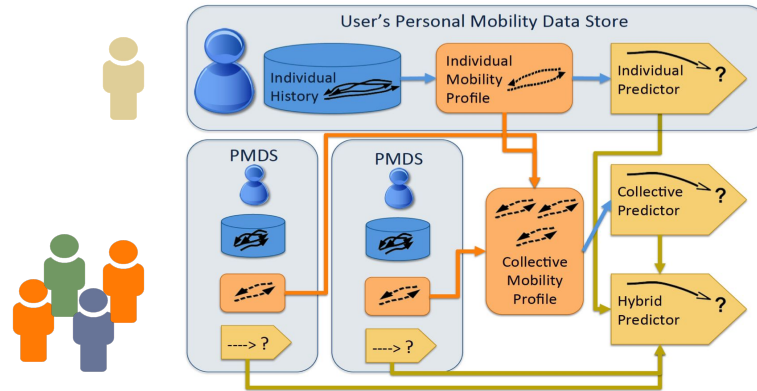 User's Personal Mobility Data Store
Individual
History
Individual
Mobility
Profile
Individual
Predictor
?
PMDS
PMDS
Collective
Mobility
Profile
Collective
Predictor
?
Hybrid
Predictor
?
----> ?
----> ?